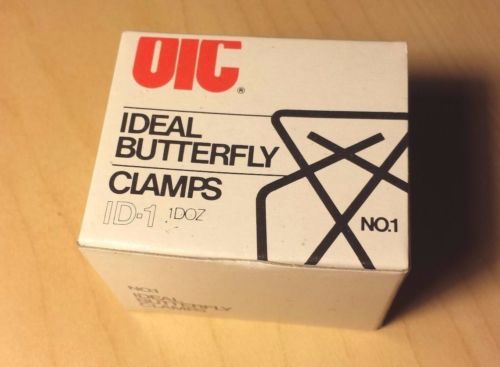 OIC®
IDEAL
BUTTERFLY
CLAMPS
ID-1 1DOZ
NO.1
NO.1
IDEAL
BUTTERFLY
CLAMPS